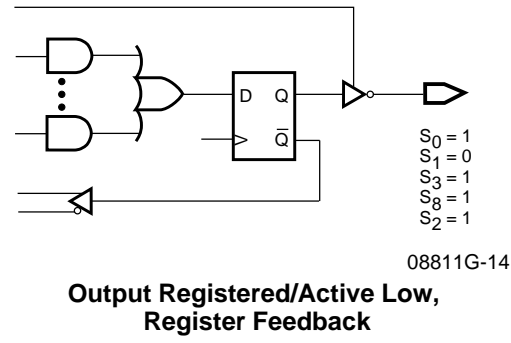 D Q
Q̅
S0 = 1
S1 = 0
S3 = 1
S8 = 1
S2 = 1
08811G-14
Output Registered/Active Low,
Register Feedback